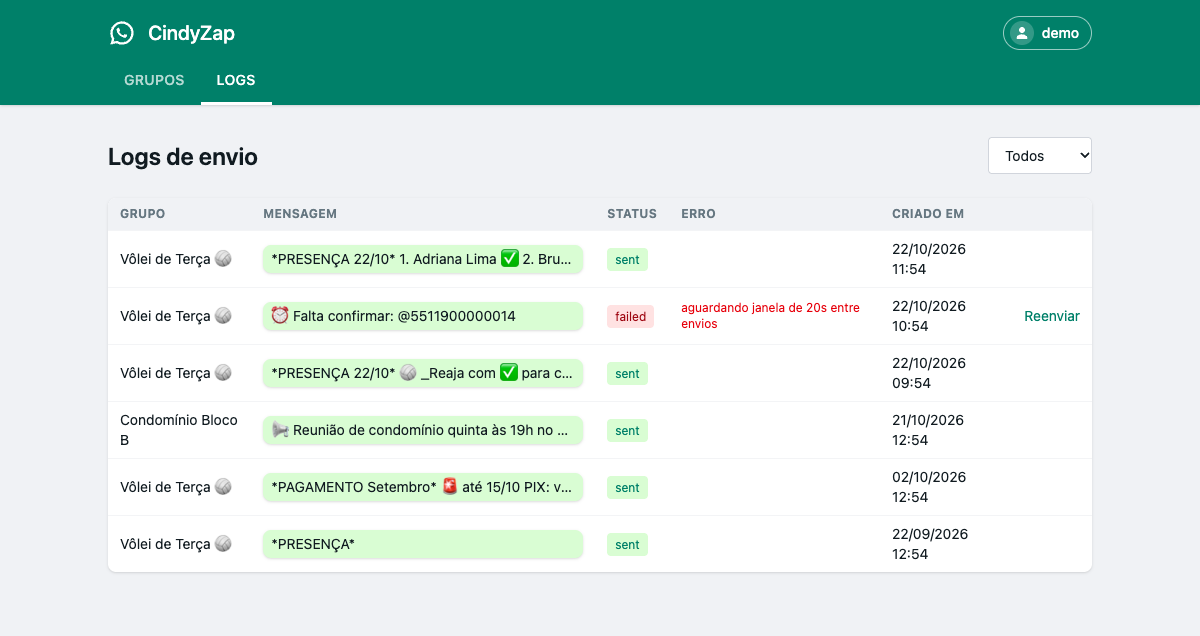 CindyZap
demo
GRUPOS LOGS
Logs de envio
Todos
GRUPO MENSAGEM STATUS ERRO CRIADO EM
Vôlei de Terça 🏐 *PRESENÇA 22/10* 1. Adriana Lima ✅ 2. Bru... sent 22/10/2026
11:54
Vôlei de Terça 🏐 ⏰ Falta confirmar: @5511900000014 failed aguardando janela de 20s entre
envios 22/10/2026
10:54 Reenviar
Vôlei de Terça 🏐 *PRESENÇA 22/10* 🏐 _Reaja com ✅ para c... sent 22/10/2026
09:54
Condomínio Bloco
B 📢 Reunião de condomínio quinta às 19h no ... sent 21/10/2026
12:54
Vôlei de Terça 🏐 *PAGAMENTO Setembro* 🚨 até 15/10 PIX: v... sent 02/10/2026
12:54
Vôlei de Terça 🏐 *PRESENÇA* sent 22/09/2026
12:54